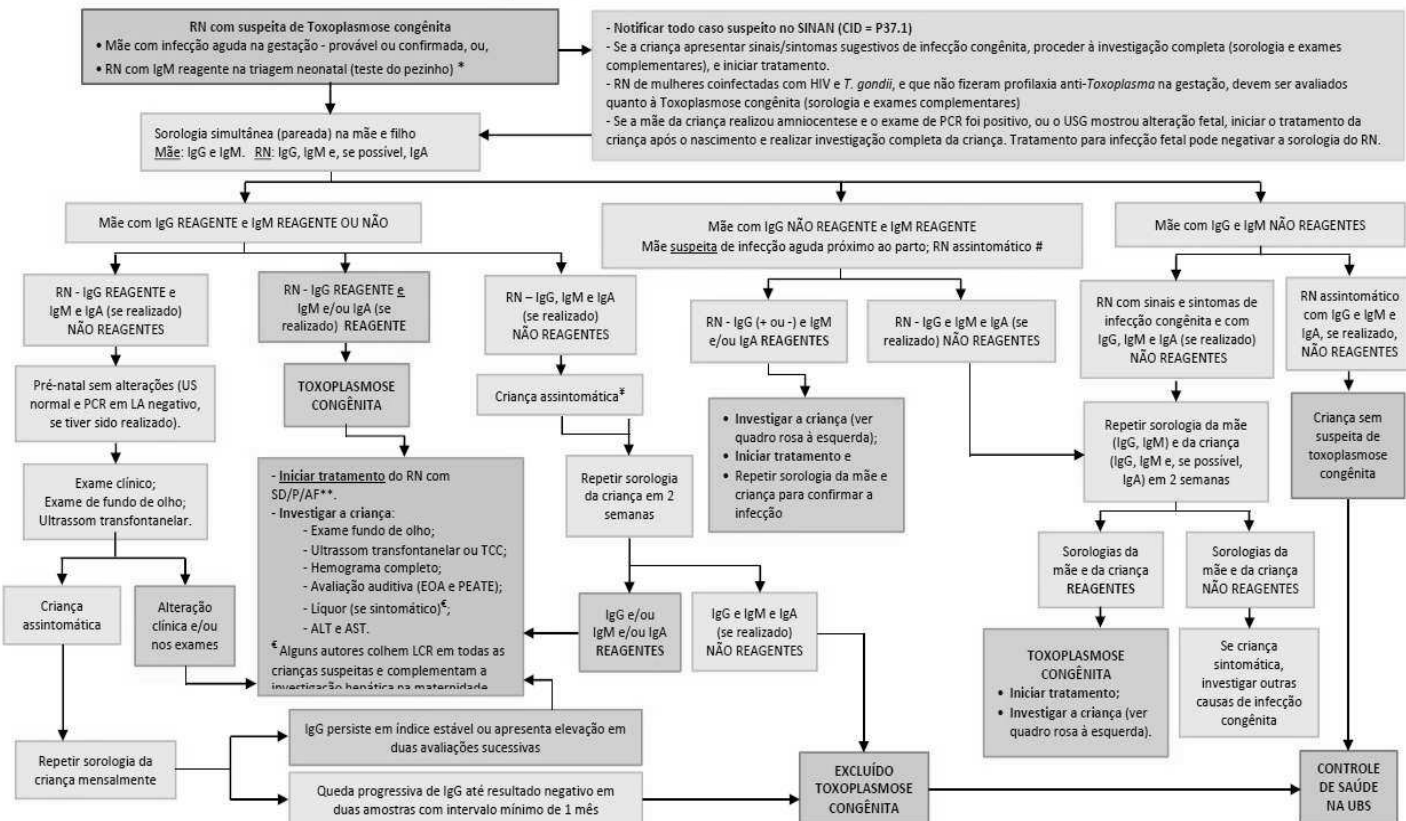 RN com suspeita de Toxoplasmose congênita
• Mãe com infecção aguda na gestação - provável ou confirmada, ou,
• RN com IgM reagente na triagem neonatal (teste do pezinho) *
- Notificar todo caso suspeito no SINAN (CID = P37.1)
- Se a criança apresentar sinais/sintomas sugestivos de infecção congênita, proceder à investigação completa (sorologia e exames
complementares), e iniciar tratamento.
- RN de mulheres coinfectadas com HIV e T. gondii, e que não fizeram profilaxia anti-Toxoplasma na gestação, devem ser avaliados
quanto à Toxoplasmose congênita (sorologia e exames complementares)
- Se a mãe da criança realizou amniocentese e o exame de PCR foi positivo, ou o USG mostrou alteração fetal, iniciar o tratamento da
criança após o nascimento e realizar investigação completa da criança. Tratamento para infecção fetal pode negativar a sorologia do RN.
Sorologia simultânea (pareada) na mãe e filho
Mãe: IgG e IgM. RN: IgG, IgM e, se possível, IgA
Mãe com IgG REAGENTE e IgM REAGENTE OU NÃO
Mãe com IgG NÃO REAGENTE e IgM REAGENTE
Mãe suspeita de infecção aguda próximo ao parto; RN assintomático #
Mãe com IgG e IgM NÃO REAGENTES
RN - IgG REAGENTE e
IgM e IgA (se realizado)
NÃO REAGENTES
RN - IgG REAGENTE e
IgM e/ou IgA (se
realizado) REAGENTE
RN – IgG, IgM e IgA
(se realizado)
NÃO REAGENTES
RN - IgG (+ ou -) e IgM
e/ou IgA REAGENTES
RN - IgG e IgM e IgA (se
realizado) NÃO REAGENTES
RN com sinais e sintomas de
infecção congênita e com
IgG, IgM e IgA (se realizado)
NÃO REAGENTES
RN assintomático
com IgG e IgM e
IgA, se realizado,
NÃO REAGENTES
Pré-natal sem alterações (US
normal e PCR em LA negativo,
se tiver sido realizado).
TOXOPLASMOSE
CONGÊNITA
Criança assintomática¥
• Investigar a criança (ver
quadro rosa à esquerda);
• Iniciar tratamento e
• Repetir sorologia da mãe e
criança para confirmar a
infecção
Repetir sorologia da mãe
(IgG, IgM) e da criança
(IgG, IgM e, se possível,
IgA) em 2 semanas
Criança sem
suspeita de
toxoplasmose
congênita
Exame clínico;
Exame de fundo de olho;
Ultrassom transfontanelar.
- Iniciar tratamento do RN com
SD/P/AF**.
- Investigar a criança:
- Exame fundo de olho;
- Ultrassom transfontanelar ou TCC;
- Hemograma completo;
- Avaliação auditiva (EOA e PEATE);
- Líquor (se sintomático)€;
- ALT e AST.
€ Alguns autores colhem LCR em todas as
crianças suspeitas e complementam a
investigação hepática na maternidade
Repetir sorologia
da criança em 2
semanas
Criança
assintomática
Alteração
clínica e/ou
nos exames
IgG e/ou
IgM e/ou IgA
REAGENTES
IgG e IgM e IgA
(se realizado)
NÃO REAGENTES
Sorologias da
mãe e da criança
REAGENTES
Sorologias da
mãe e da criança
NÃO REAGENTES
TOXOPLASMOSE
CONGÊNITA
• Iniciar tratamento;
• Investigar a criança (ver
quadro rosa à esquerda).
Se criança
sintomática,
investigar outras
causas de infecção
congênita
Repetir sorologia da
criança mensalmente
IgG persiste em índice estável ou apresenta elevação em
duas avaliações sucessivas
Queda progressiva de IgG até resultado negativo em
duas amostras com intervalo mínimo de 1 mês
EXCLUÍDO
TOXOPLASMOSE
CONGÊNITA
CONTROLE
DE SAÚDE
NA UBS